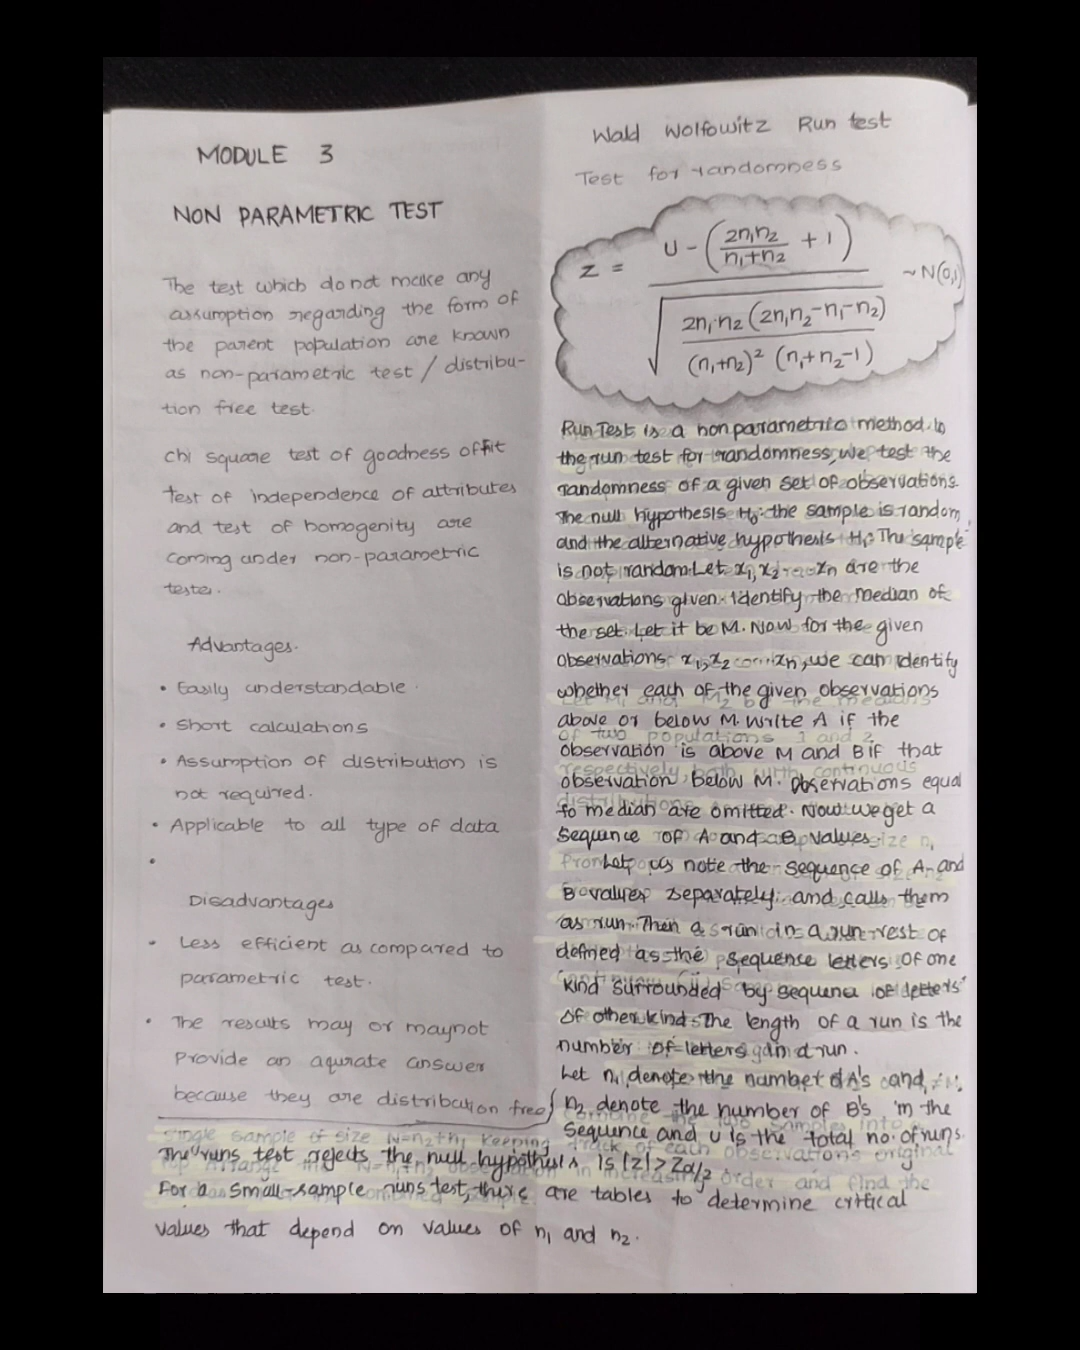 MODULE 3
NON PARAMETRIC TEST
The test which do not make any
assumption regarding the form of
the parent population are known
as non-parametric test / distribu-
tion free test.
chi square test of goodness of fit
test of independence of attributes
and test of homogenity are
coming under non-parametric
tests.
Advantages.
• Easily understandable.
• Short calculations
• Assumption of distribution is
not required.
• Applicable to all type of data
•
Disadvantages
• Less efficient as compared to
parametric test.
• The results may or maynot
Provide an aqurate answer
because they are distribution free
Wald Wolfowitz Run test
Test for randomness
Z = U - (2n₁n₂ / n₁+n₂ + 1) / √(2n₁n₂ (2n₁n₂-n₁-n₂) / (n₁+n₂)² (n₁+n₂-1)) ~ N(0,1)
Run Test is a non parametric method. In
the run test for randomness, we test the
randomness of a given set of observations.
The null hypothesis H₀: the sample is random,
and the alternative hypothesis H₁: The sample
is not random. Let x₁, x₂ ---- xn are the
observations given. Identify the median of
the set. Let it be M. Now for the given
observations x₁, x₂ .... xn, we can identify
whether each of the given observations
above or below M. Write A if the
observation is above M and B if that
observation below M. Observations equal
to median are omitted. Now we get a
Sequence of A and B values.
Let us note the sequence of A and
B values separately and calls them
as run. Then a run in a run test of
defined as the sequence letters of one
kind surrounded by sequence of letters
of other kind. The length of a run is the
number of letters in a run.
Let n₁ denote the number of A's and
n₂ denote the number of B's in the
Sequence and U is the total no. of runs.
The runs test rejects the null hypothesis is |z| > Zα/2
For a small-sample runs test, there are tables to determine critical
values that depend on values of n₁ and n₂.